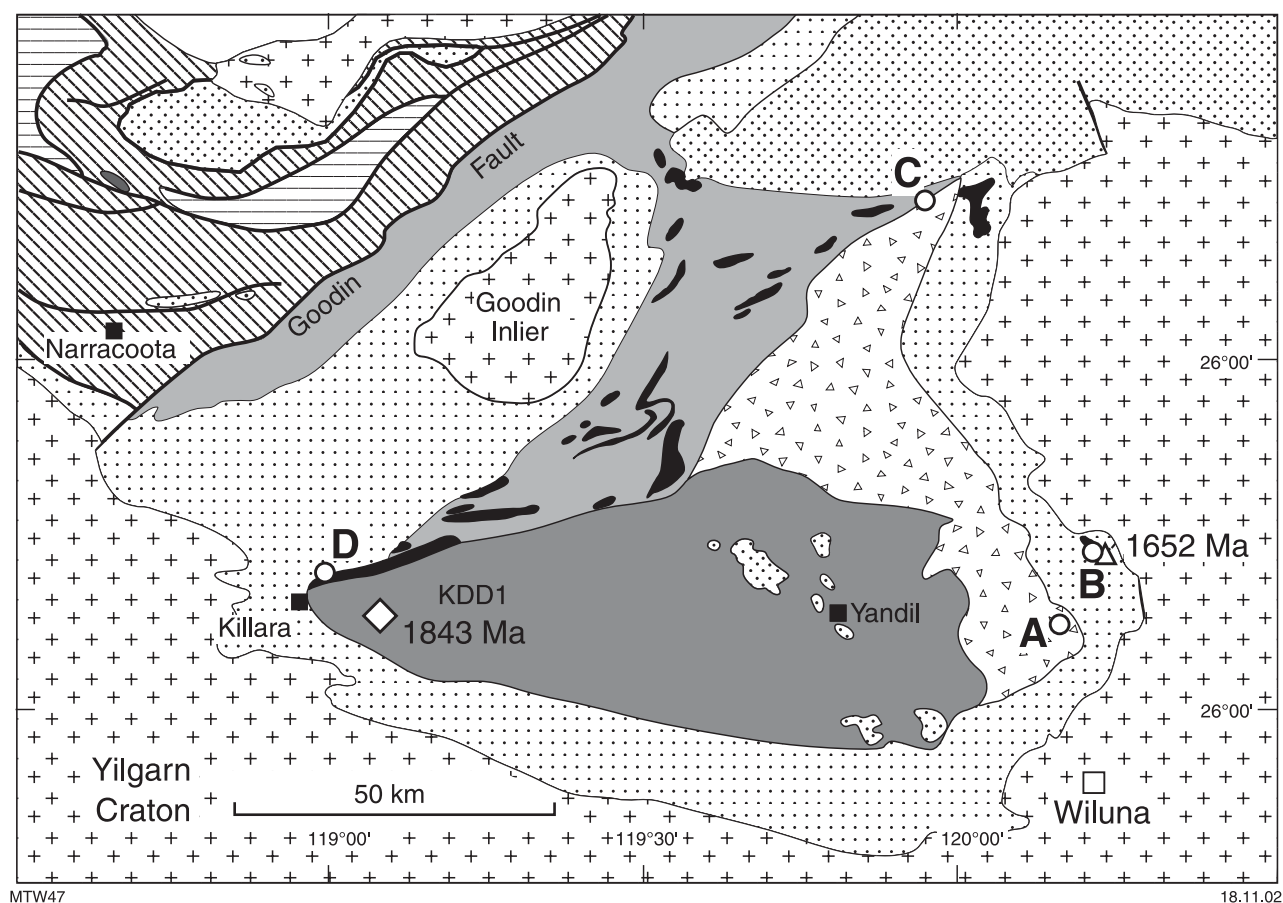 C
Fault
Goodin
Goodin
Inlier
Narracoota
26°00'
D
1652 Ma
B
KDD1
1843 Ma
Killara
Yandil
A
26°00'
Yilgarn
Craton
50 km
Wiluna
119°00'
119°30'
120°00'
MTW47
18.11.02